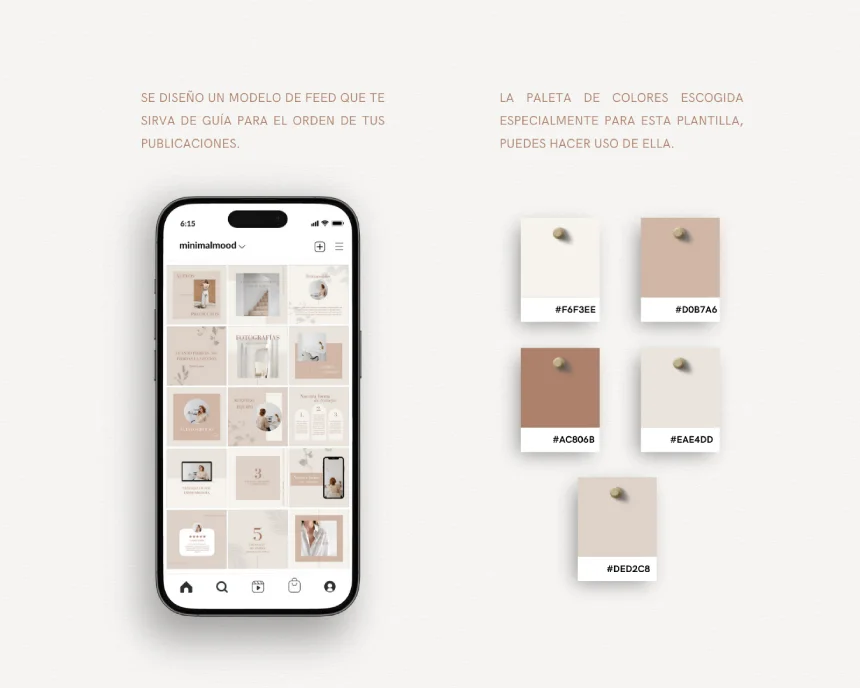 SE DISEÑO UN MODELO DE FEED QUE TE
SIRVA DE GUÍA PARA EL ORDEN DE TUS
PUBLICACIONES.
LA PALETA DE COLORES ESCOGIDA
ESPECIALMENTE PARA ESTA PLANTILLA,
PUEDES HACER USO DE ELLA.
6:15
minimalmood
FOTOGRAFÍAS
3
5
#F6F3EE
#D0B7A6
#AC806B
#EAE4DD
#DED2C8